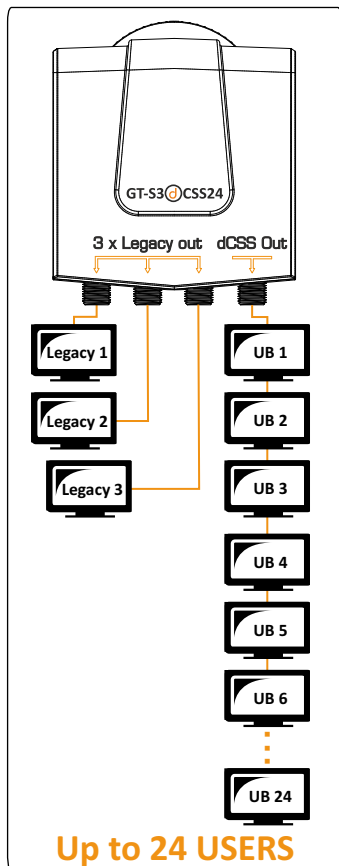 GT-S3dCSS24
3 x Legacy out
dCSS Out
Legacy 1
UB 1
Legacy 2
UB 2
Legacy 3
UB 3
UB 4
UB 5
UB 6
UB 24
Up to 24 USERS